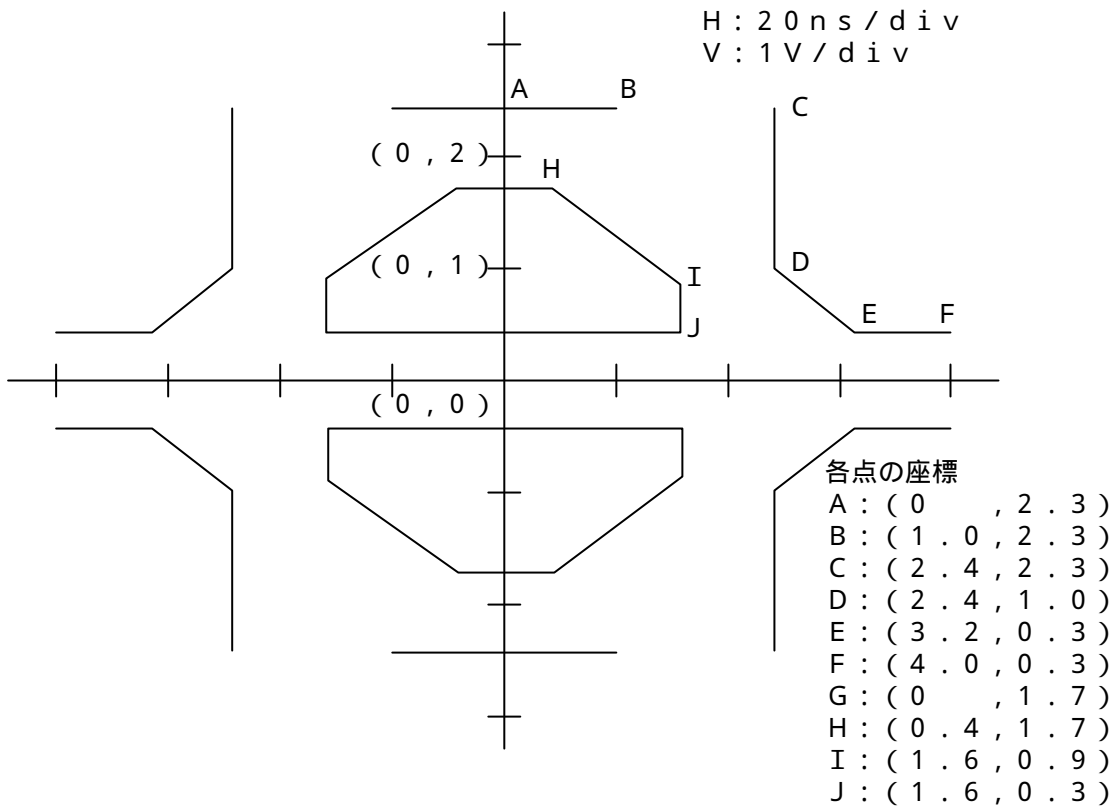 H：20ns/div
V：1V/div
A
B
C
(0,2)
H
(0,1)
I
D
J
E
F
(0,0)
各点の座標
A：(0　,2.3)
B：(1.0,2.3)
C：(2.4,2.3)
D：(2.4,1.0)
E：(3.2,0.3)
F：(4.0,0.3)
G：(0　,1.7)
H：(0.4,1.7)
I：(1.6,0.9)
J：(1.6,0.3)